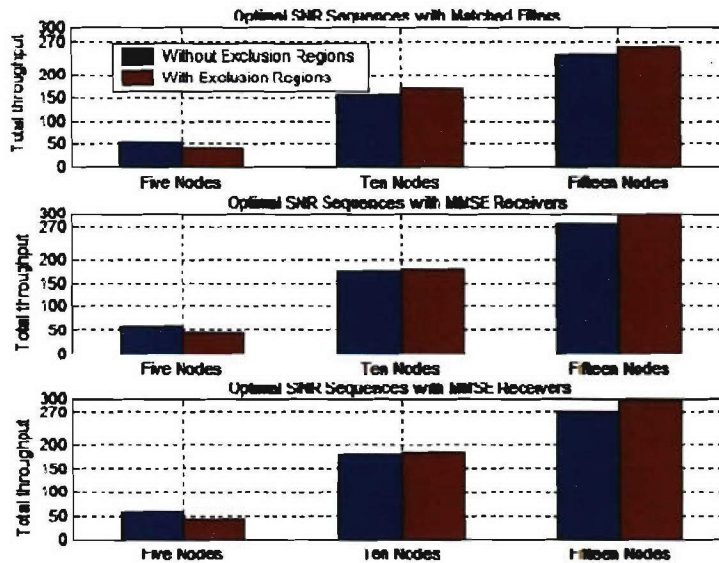 Optimal SNR Sequences with Matched Filters
Total throughput
300
270
200
150
100
50
0
Without Exclusion Regions
With Exclusion Regions
Five Nodes
Ten Nodes
Fifteen Nodes
Optimal SNR Sequences with MMSE Receivers
Total throughput
300
270
200
150
100
50
0
Five Nodes
Ten Nodes
Fifteen Nodes
Optimal SINR Sequences with MMSE Receivers
Total throughput
300
270
200
150
100
50
0
Five Nodes
Ten Nodes
Fifteen Nodes